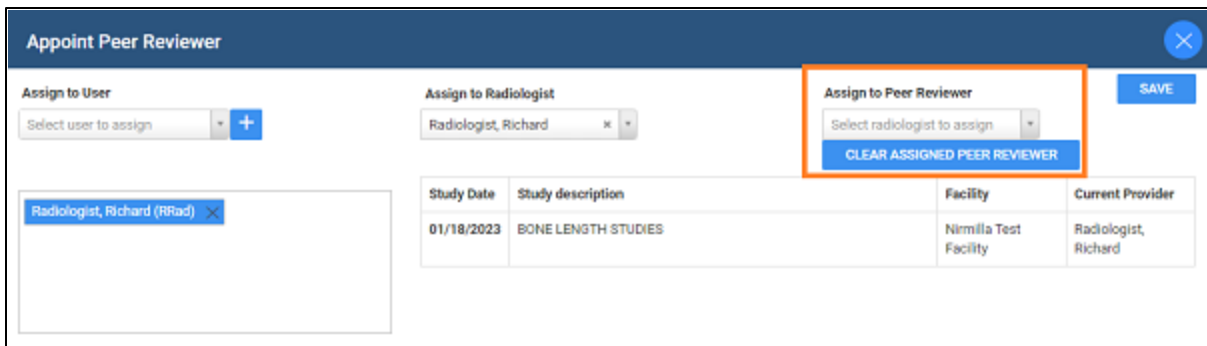 Appoint Peer Reviewer
Assign to User
Select user to assign
+
Assign to Radiologist
Radiologist, Richard
Assign to Peer Reviewer
Select radiologist to assign
CLEAR ASSIGNED PEER REVIEWER
SAVE
Radiologist, Richard (RRad)
Study Date Study description Facility Current Provider
01/18/2023 BONE LENGTH STUDIES Nirmilla Test Radiologist,
Facility Richard